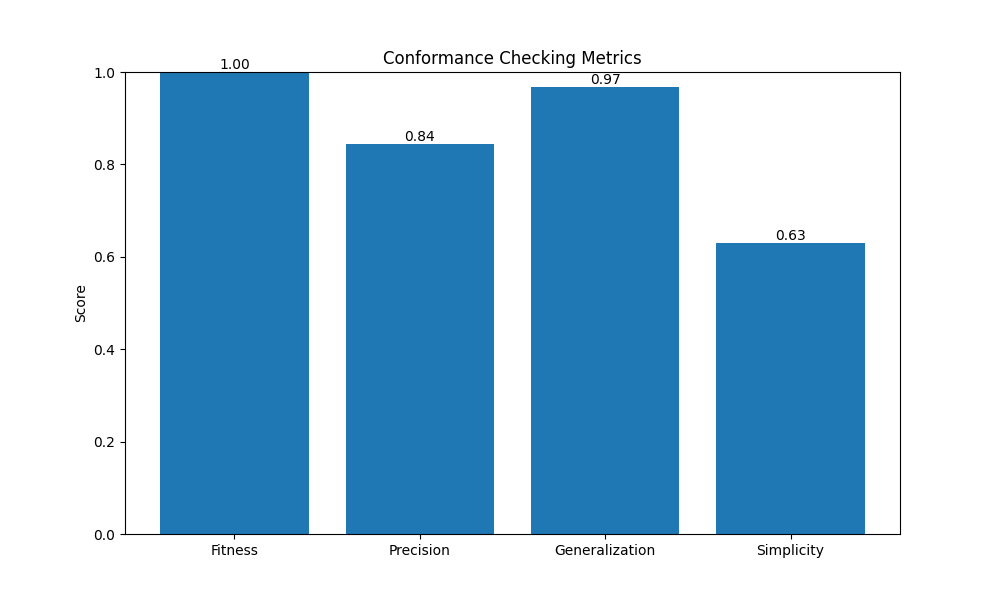 Conformance Checking Metrics
1.00
0.97
0.84
0.63
Score
1.0
0.8
0.6
0.4
0.2
0.0
Fitness
Precision
Generalization
Simplicity